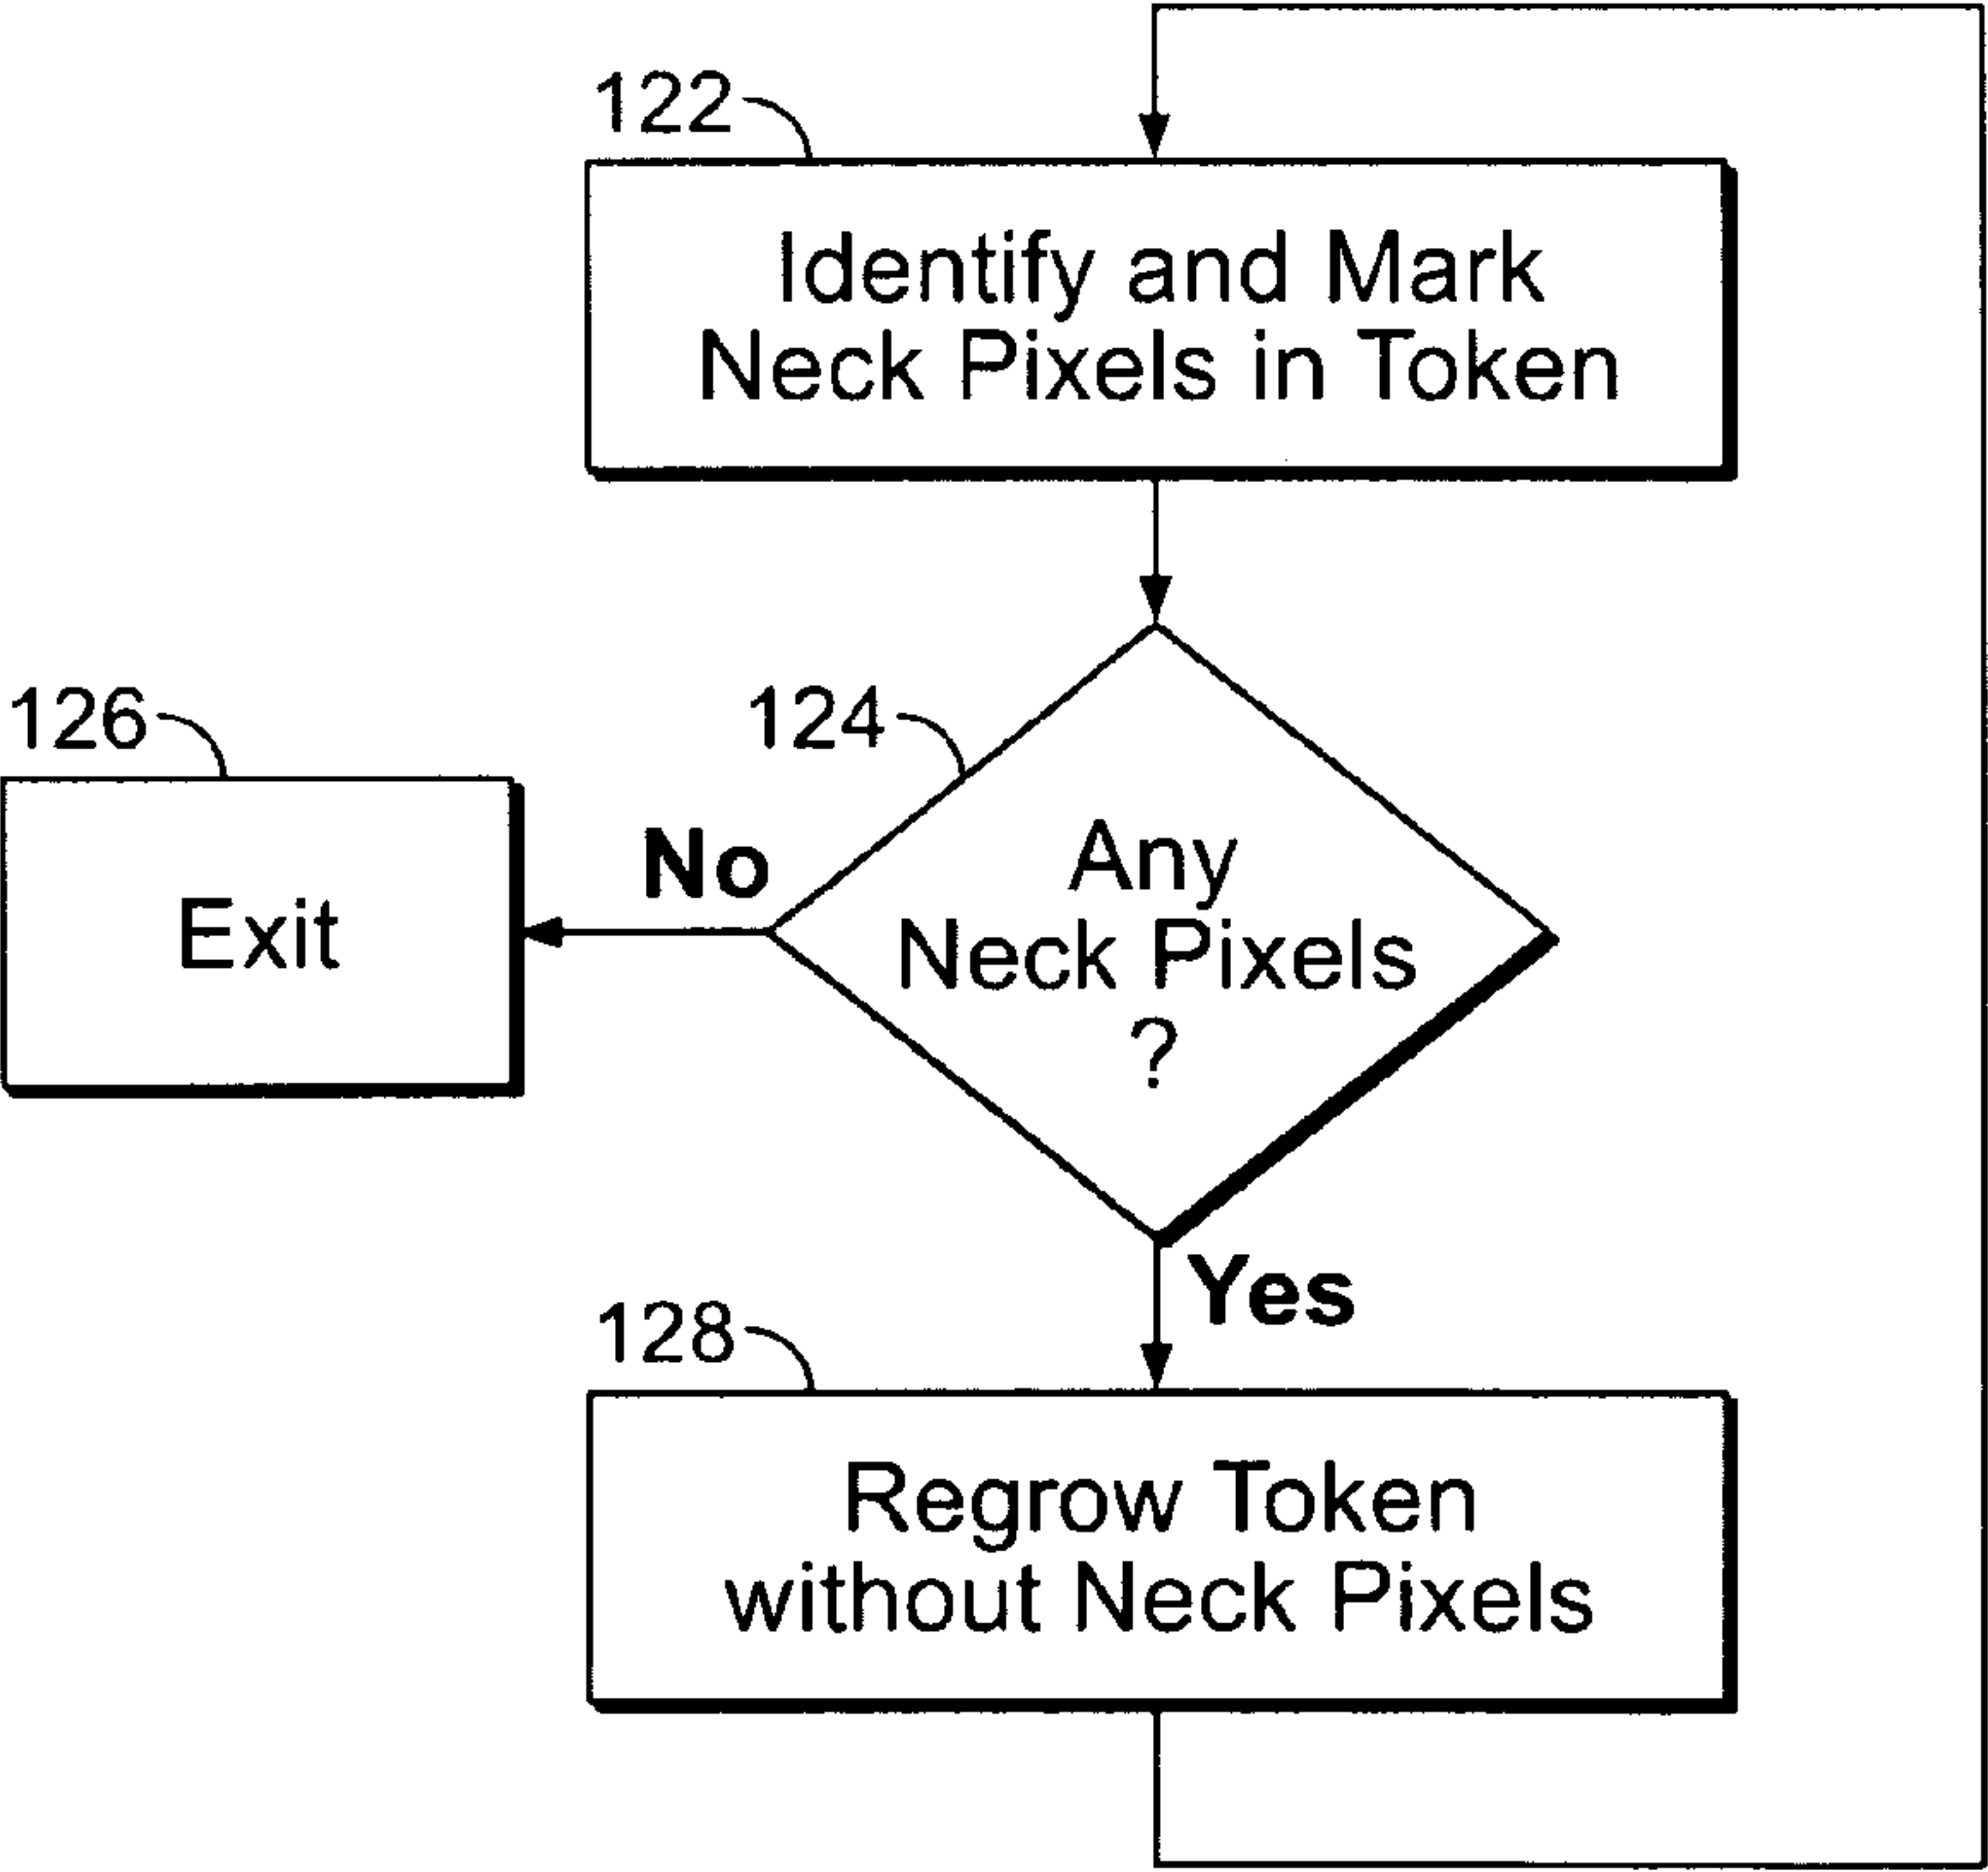 122
Identify and Mark
Neck Pixels in Token
126
124
No
Exit
Any
Neck Pixels
?
Yes
128
Regrow Token
without Neck Pixels